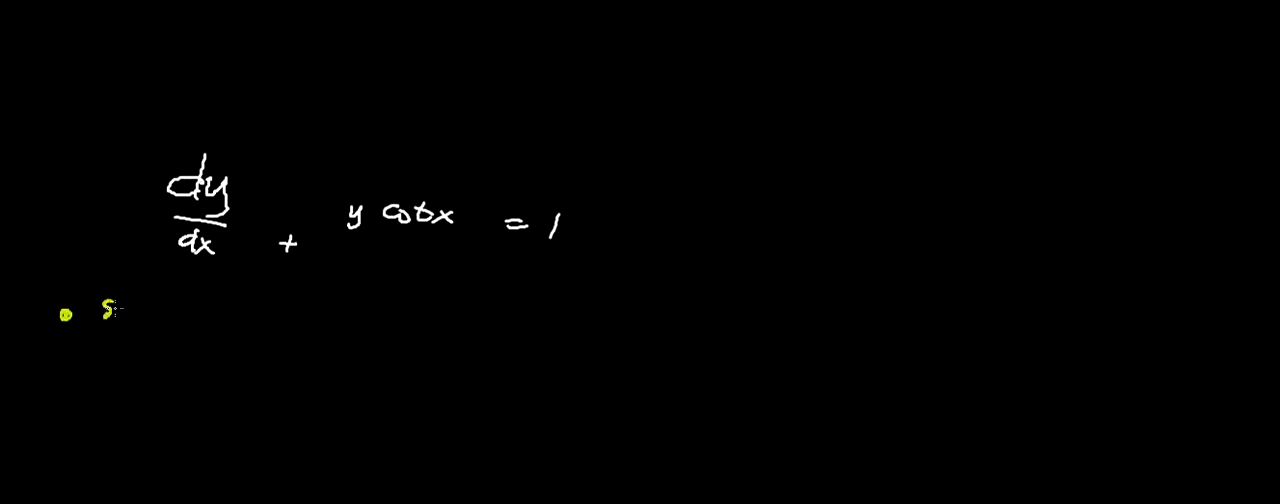 dy/dx + y cotx = 1
• s